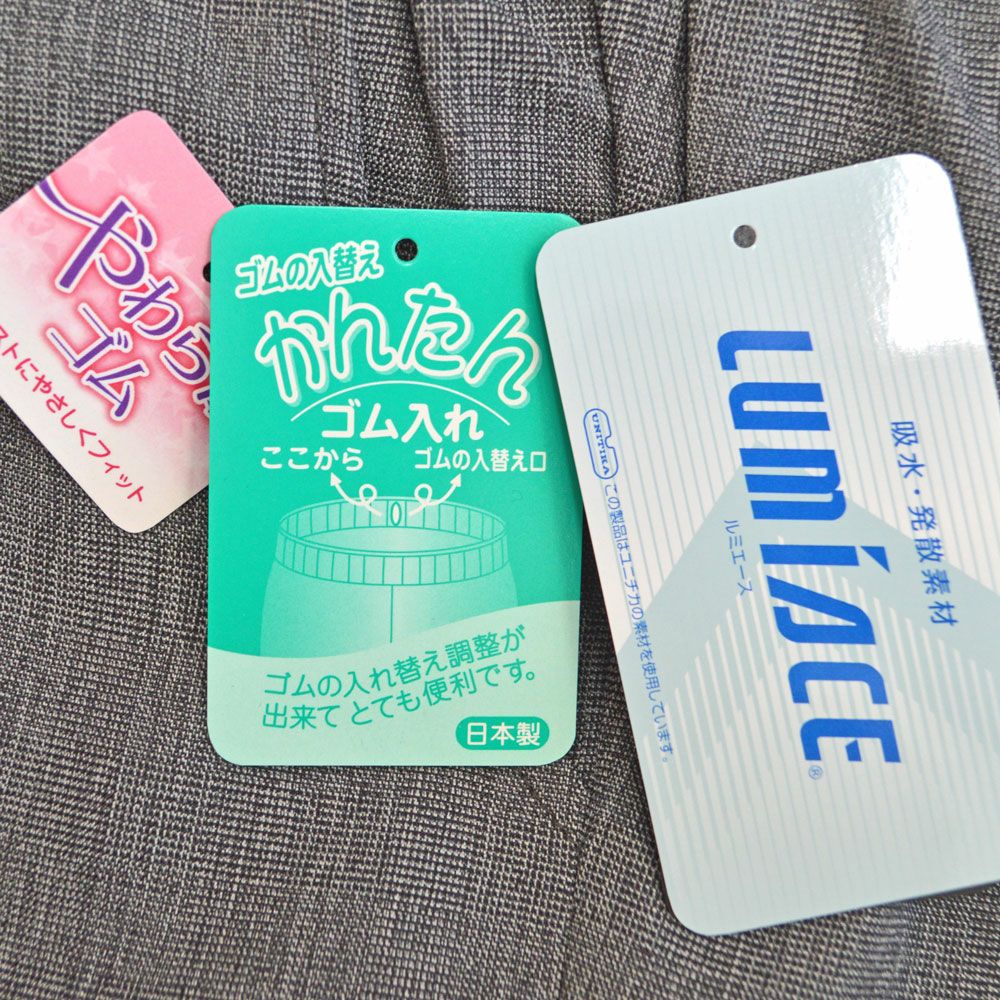 やわらか
ゴム
ストにやさしくフィット
ゴムの入替え
かんたん
ゴム入れ
ここから ゴムの入替え口
ゴムの入れ替え調整が
出来てとても便利です。
日本製
吸水・発散素材
LUMIACE®
ルミエース
UNITIKA この製品はユニチカの素材を使用しています。